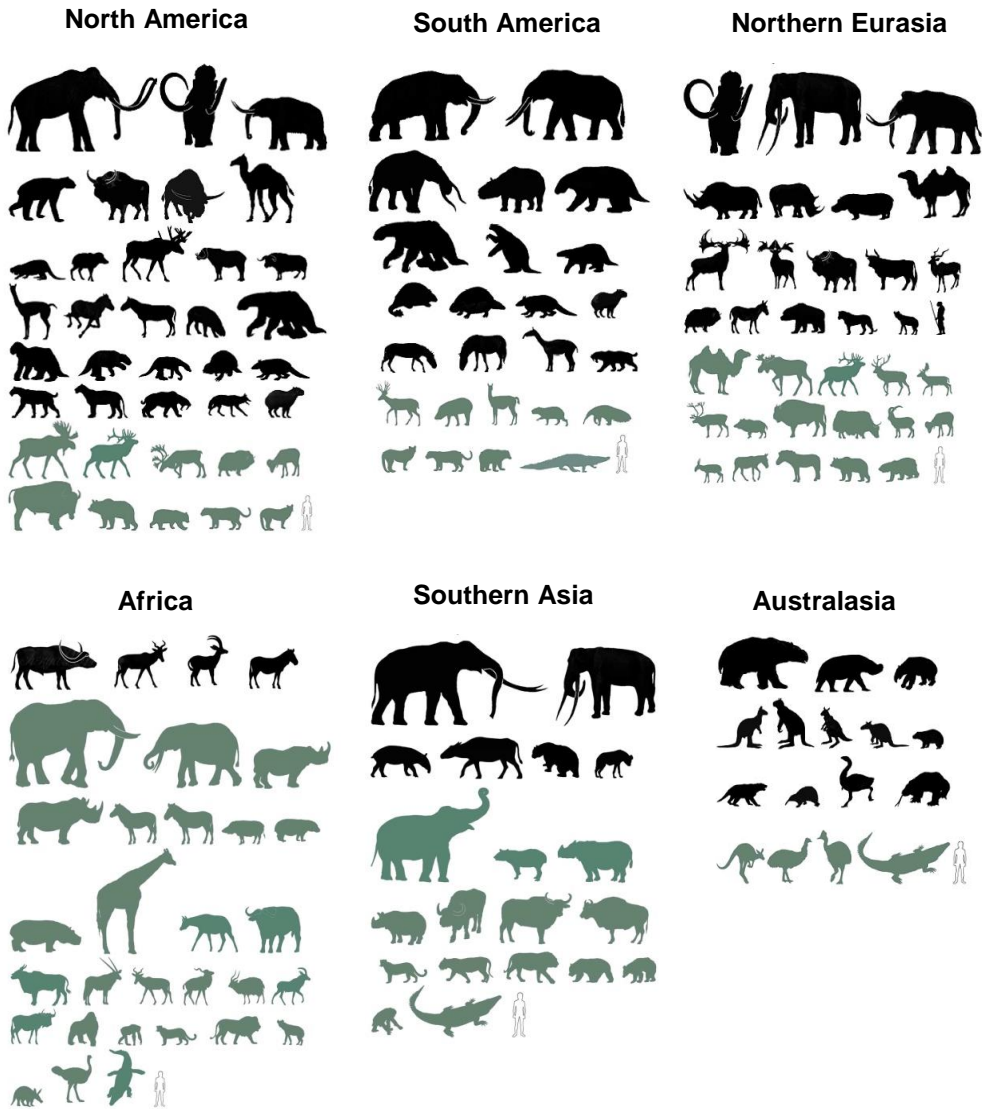 North America
South America
Northern Eurasia
Africa
Southern Asia
Australasia